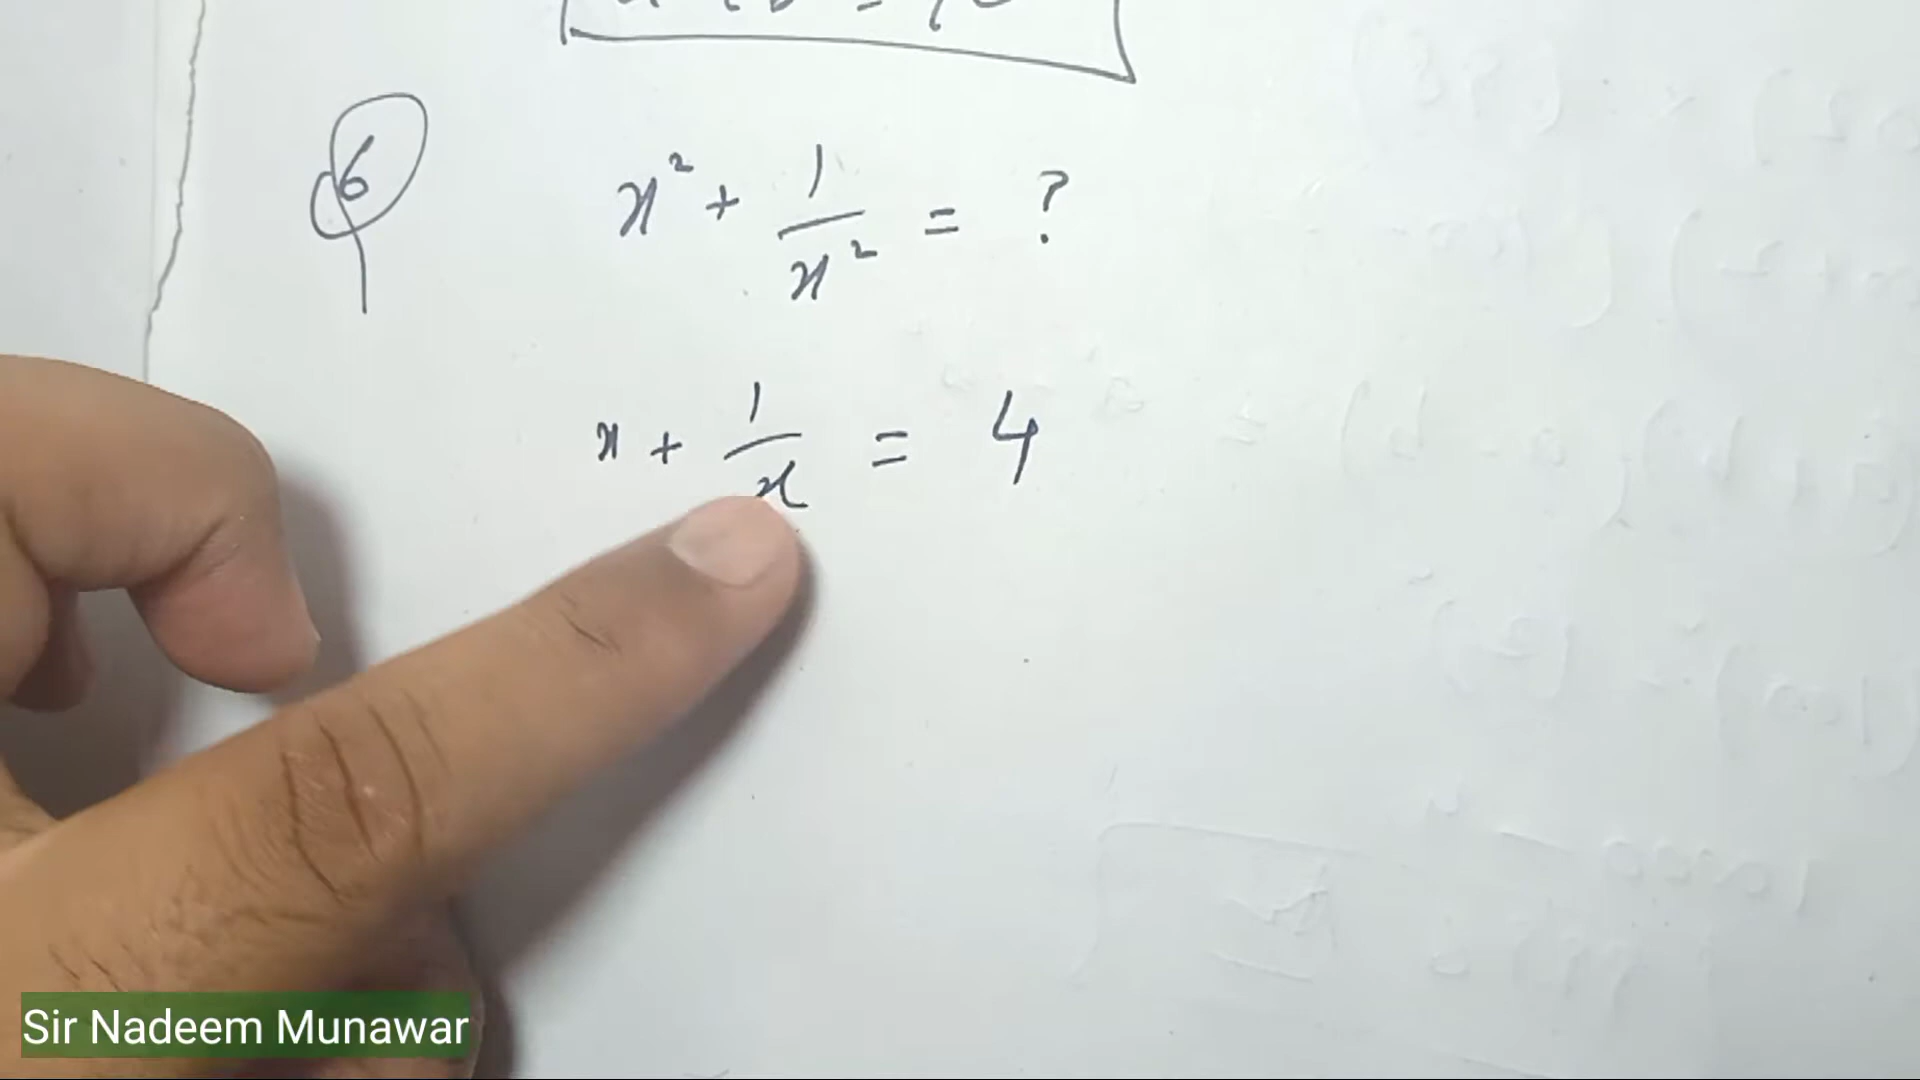 6
x² + 1/x² = ?
x + 1/x = 4
Sir Nadeem Munawar